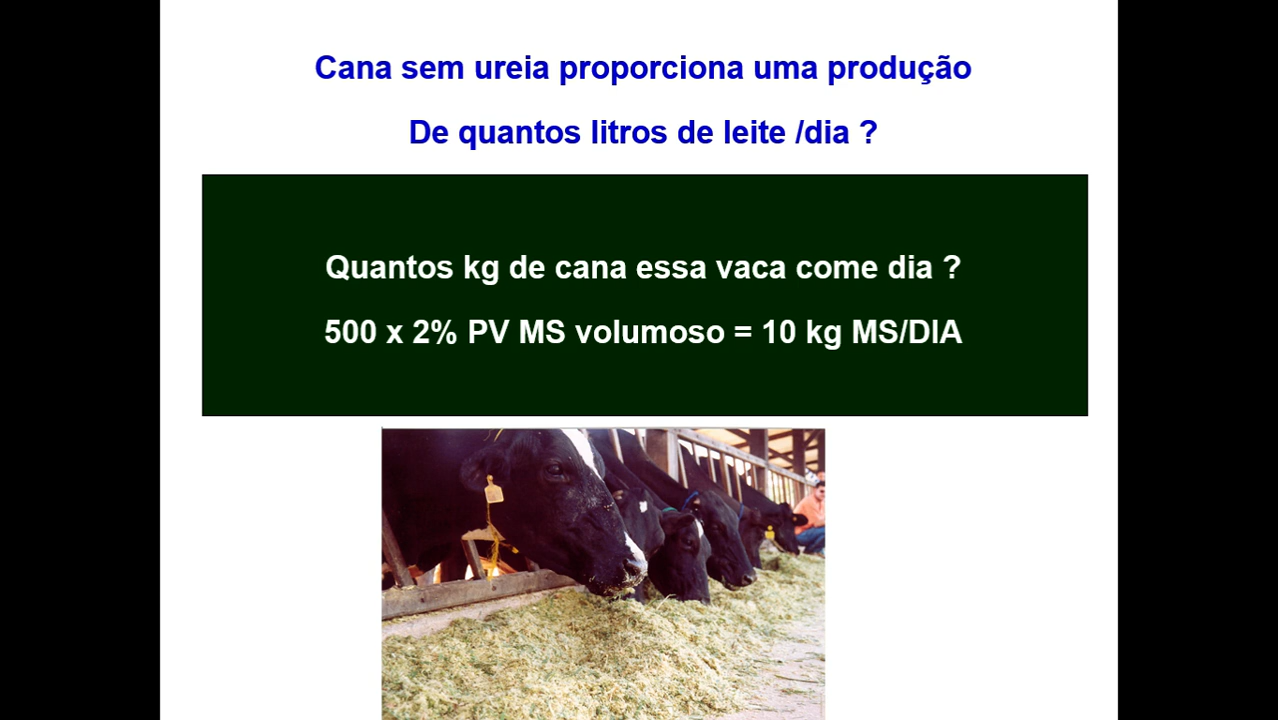 Cana sem ureia proporciona uma produção
De quantos litros de leite /dia ?
Quantos kg de cana essa vaca come dia ?
500 x 2% PV MS volumoso = 10 kg MS/DIA